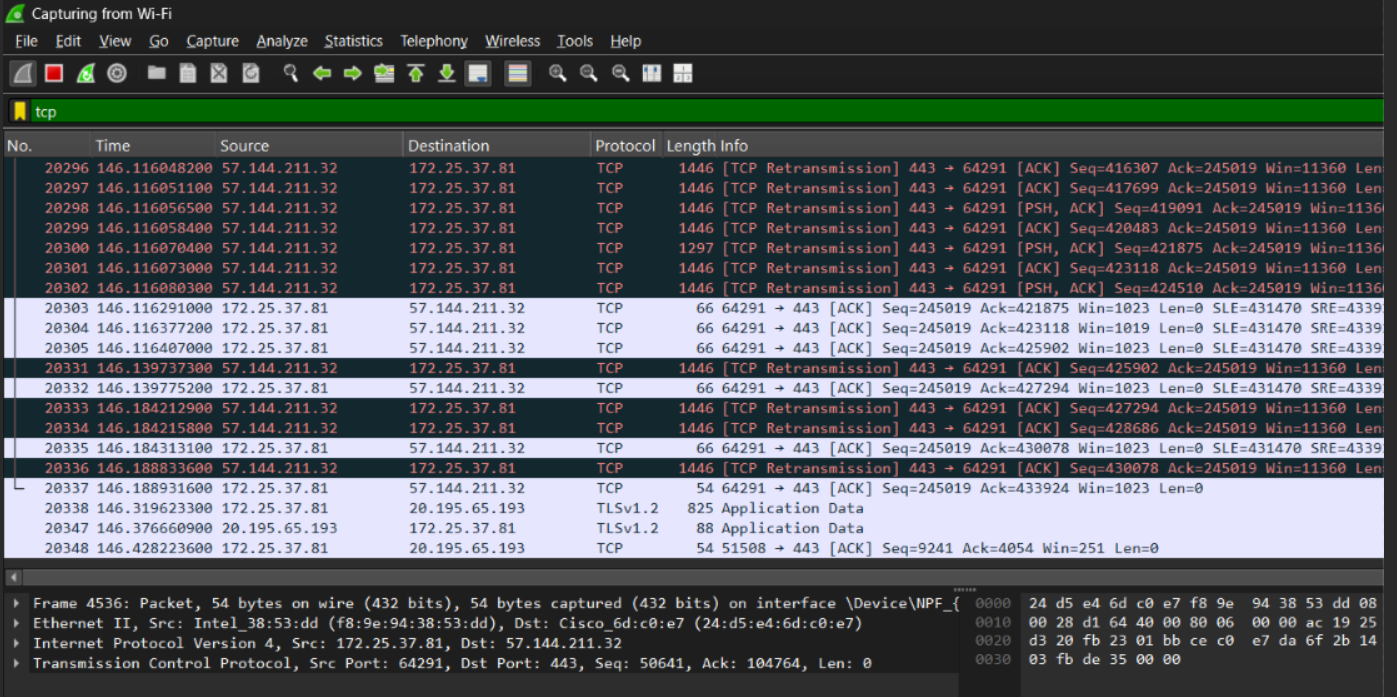 Capturing from Wi-Fi
File Edit View Go Capture Analyze Statistics Telephony Wireless Tools Help
tcp
No. Time Source Destination Protocol Length Info
20296 146.116048200 57.144.211.32 172.25.37.81 TCP 1446 [TCP Retransmission] 443 → 64291 [ACK] Seq=416307 Ack=245019 Win=11360 Len
20297 146.116051100 57.144.211.32 172.25.37.81 TCP 1446 [TCP Retransmission] 443 → 64291 [ACK] Seq=417699 Ack=245019 Win=11360 Len
20298 146.116056500 57.144.211.32 172.25.37.81 TCP 1446 [TCP Retransmission] 443 → 64291 [PSH, ACK] Seq=419091 Ack=245019 Win=1136
20299 146.116058400 57.144.211.32 172.25.37.81 TCP 1446 [TCP Retransmission] 443 → 64291 [ACK] Seq=420483 Ack=245019 Win=11360 Len
20300 146.116070400 57.144.211.32 172.25.37.81 TCP 1297 [TCP Retransmission] 443 → 64291 [PSH, ACK] Seq=421875 Ack=245019 Win=1136
20301 146.116073000 57.144.211.32 172.25.37.81 TCP 1446 [TCP Retransmission] 443 → 64291 [ACK] Seq=423118 Ack=245019 Win=11360 Len
20302 146.116080300 57.144.211.32 172.25.37.81 TCP 1446 [TCP Retransmission] 443 → 64291 [PSH, ACK] Seq=424510 Ack=245019 Win=1136
20303 146.116291000 172.25.37.81 57.144.211.32 TCP 66 64291 → 443 [ACK] Seq=245019 Ack=421875 Win=1023 Len=0 SLE=431470 SRE=4339
20304 146.116377200 172.25.37.81 57.144.211.32 TCP 66 64291 → 443 [ACK] Seq=245019 Ack=423118 Win=1019 Len=0 SLE=431470 SRE=4339
20305 146.116407000 172.25.37.81 57.144.211.32 TCP 66 64291 → 443 [ACK] Seq=245019 Ack=425902 Win=1023 Len=0 SLE=431470 SRE=4339
20331 146.139737300 57.144.211.32 172.25.37.81 TCP 1446 [TCP Retransmission] 443 → 64291 [ACK] Seq=425902 Ack=245019 Win=11360 Len
20332 146.139775200 172.25.37.81 57.144.211.32 TCP 66 64291 → 443 [ACK] Seq=245019 Ack=427294 Win=1023 Len=0 SLE=431470 SRE=4339
20333 146.184212900 57.144.211.32 172.25.37.81 TCP 1446 [TCP Retransmission] 443 → 64291 [ACK] Seq=427294 Ack=245019 Win=11360 Len
20334 146.184215800 57.144.211.32 172.25.37.81 TCP 1446 [TCP Retransmission] 443 → 64291 [ACK] Seq=428686 Ack=245019 Win=11360 Len
20335 146.184313100 172.25.37.81 57.144.211.32 TCP 66 64291 → 443 [ACK] Seq=245019 Ack=430078 Win=1023 Len=0 SLE=431470 SRE=4339
20336 146.188833600 57.144.211.32 172.25.37.81 TCP 1446 [TCP Retransmission] 443 → 64291 [ACK] Seq=430078 Ack=245019 Win=11360 Len
20337 146.188931600 172.25.37.81 57.144.211.32 TCP 54 64291 → 443 [ACK] Seq=245019 Ack=433924 Win=1023 Len=0
20338 146.319623300 172.25.37.81 20.195.65.193 TLSv1.2 825 Application Data
20347 146.376660900 20.195.65.193 172.25.37.81 TLSv1.2 88 Application Data
20348 146.428223600 172.25.37.81 20.195.65.193 TCP 54 51508 → 443 [ACK] Seq=9241 Ack=4054 Win=251 Len=0
Frame 4536: Packet, 54 bytes on wire (432 bits), 54 bytes captured (432 bits) on interface \Device\NPF_{
Ethernet II, Src: Intel_38:53:dd (f8:9e:94:38:53:dd), Dst: Cisco_6d:c0:e7 (24:d5:e4:6d:c0:e7)
Internet Protocol Version 4, Src: 172.25.37.81, Dst: 57.144.211.32
Transmission Control Protocol, Src Port: 64291, Dst Port: 443, Seq: 50641, Ack: 104764, Len: 0
0000 24 d5 e4 6d c0 e7 f8 9e 94 38 53 dd 08
0010 00 28 d1 64 40 00 80 06 00 00 ac 19 25
0020 d3 20 fb 23 01 bb ce c0 e7 da 6f 2b 14
0030 03 fb de 35 00 00